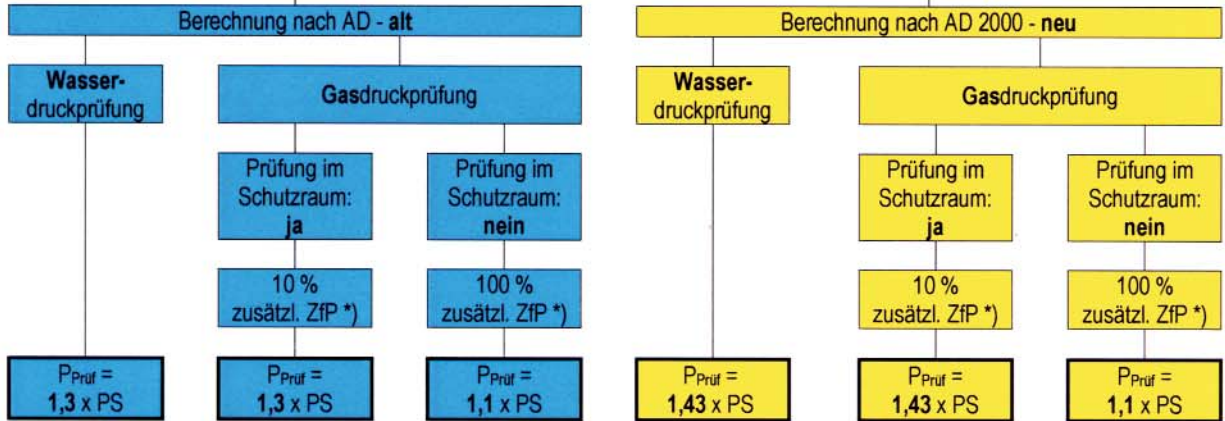 Berechnung nach AD - alt
Wasser-
druckprüfung
Gasdruckprüfung
Prüfung im
Schutzraum:
ja
Prüfung im
Schutzraum:
nein
10 %
zusätzl. ZfP *)
100 %
zusätzl. ZfP *)
PPrüf =
1,3 x PS
PPrüf =
1,3 x PS
PPrüf =
1,1 x PS
Berechnung nach AD 2000 - neu
Wasser-
druckprüfung
Gasdruckprüfung
Prüfung im
Schutzraum:
ja
Prüfung im
Schutzraum:
nein
10 %
zusätzl. ZfP *)
100 %
zusätzl. ZfP *)
PPrüf =
1,43 x PS
PPrüf =
1,43 x PS
PPrüf =
1,1 x PS